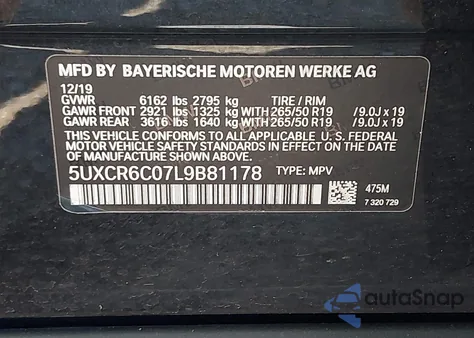 MFD BY BAYERISCHE MOTOREN WERKE AG
12/19
GVWR 6162 lbs 2795 kg TIRE / RIM
GAWR FRONT 2921 lbs 1325 kg WITH 265/50 R19 /9.0J x 19
GAWR REAR 3616 lbs 1640 kg WITH 265/50 R19 /9.0J x 19
THIS VEHICLE CONFORMS TO ALL APPLICABLE U.S. FEDERAL
MOTOR VEHICLE SAFETY STANDARDS IN EFFECT ON THE DATE
OF MANUFACTURE SHOWN ABOVE.
5UXCR6C07L9B81178 TYPE: MPV
475M
7 320 729
autoSnap